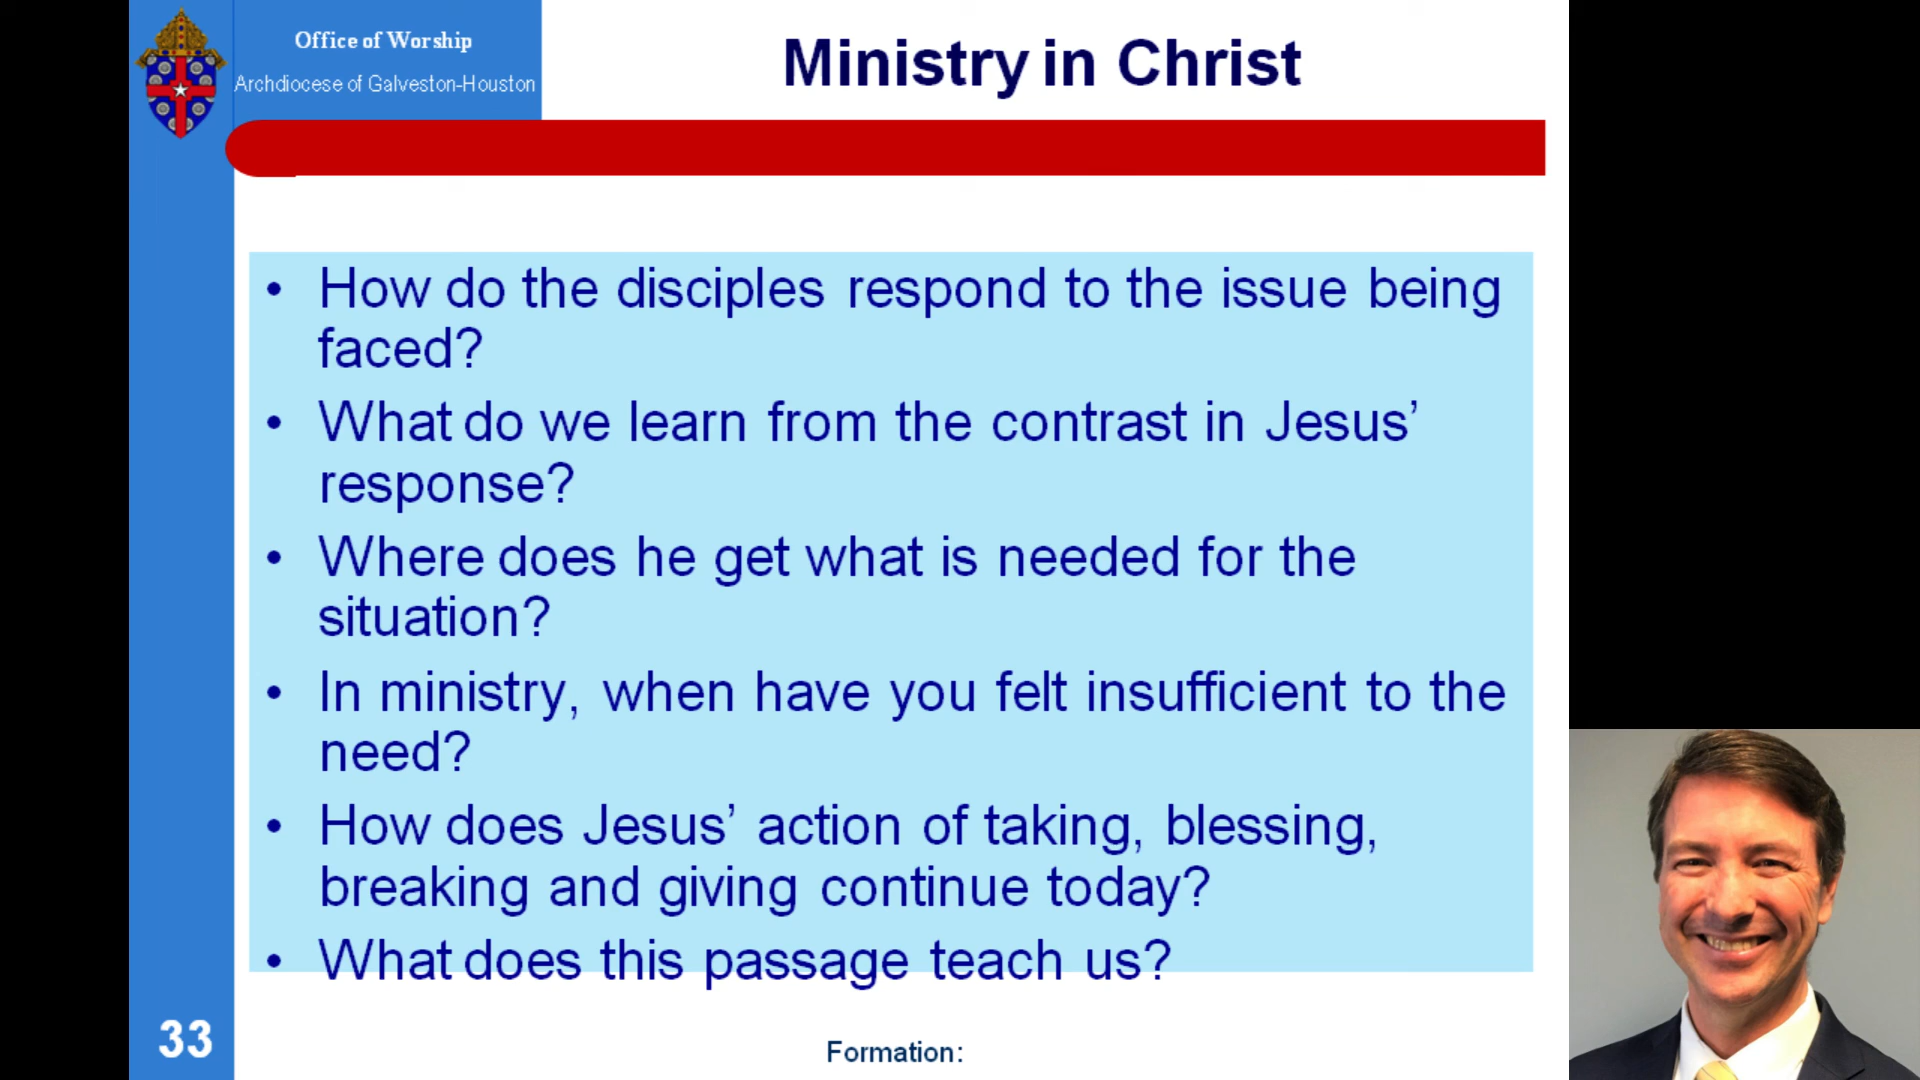 Office of Worship
Archdiocese of Galveston-Houston
Ministry in Christ
• How do the disciples respond to the issue being
faced?
• What do we learn from the contrast in Jesus’
response?
• Where does he get what is needed for the
situation?
• In ministry, when have you felt insufficient to the
need?
• How does Jesus’ action of taking, blessing,
breaking and giving continue today?
• What does this passage teach us?
33
Formation: